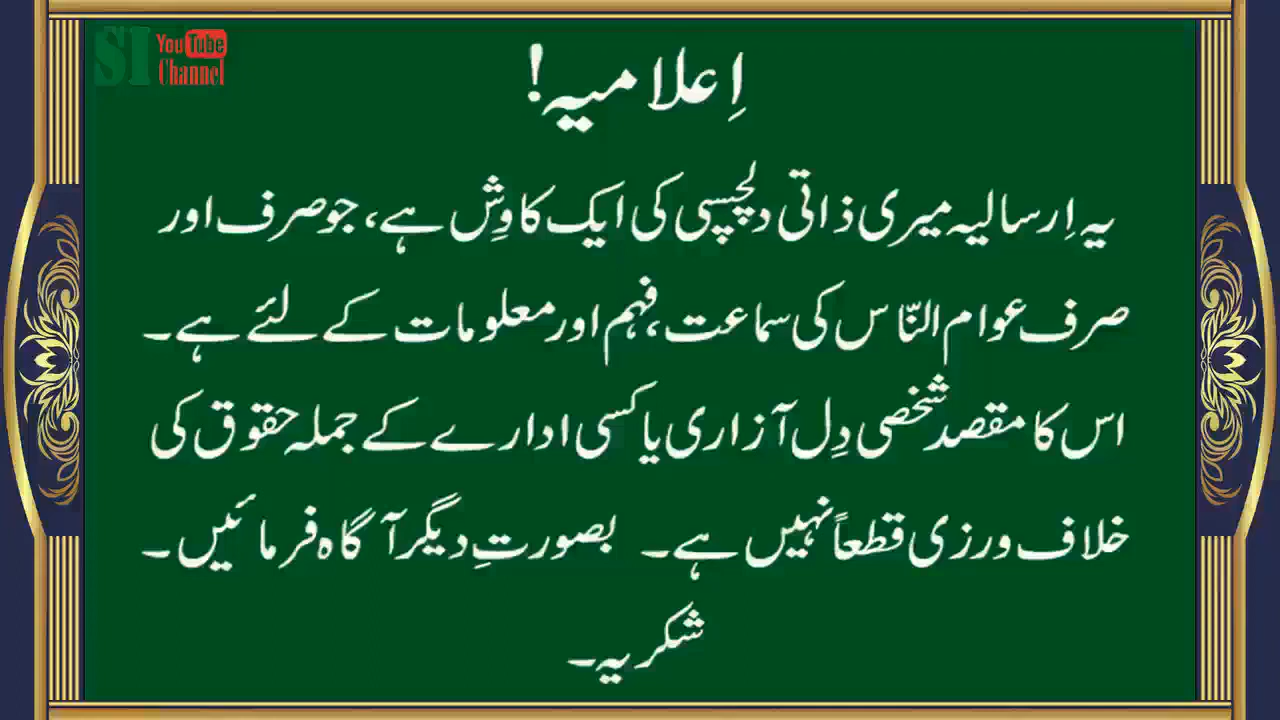 SI YouTube Channel
اِعلامیہ!
یہ اِرسالیہ میری ذاتی دلچسپی کی ایک کاوِش ہے، جو صرف اور
صرف عوام النّاس کی سماعت، فہم اور معلومات کے لئے ہے۔
اس کا مقصد شخصی دِل آزاری یا کسی ادارے کے جملہ حقوق کی
خلاف ورزی قطعاً نہیں ہے۔ بصورتِ دیگر آگاہ فرمائیں۔
شکریہ۔